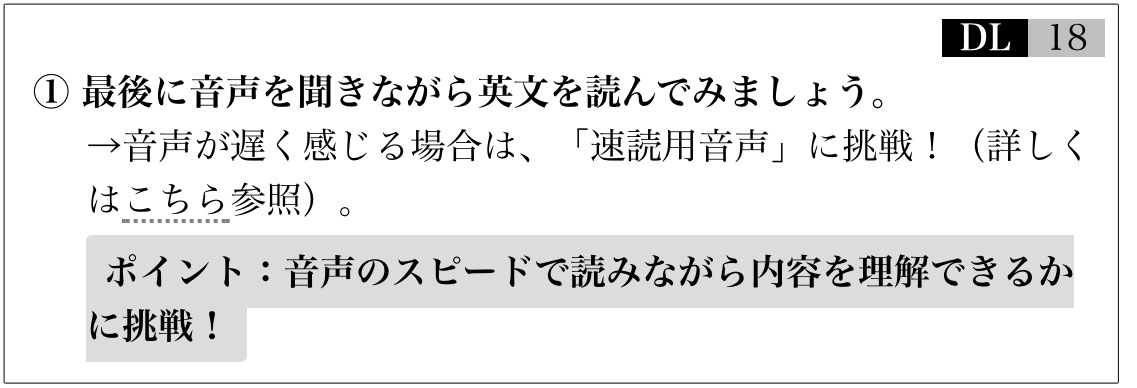 DL 18
① 最後に音声を聞きながら英文を読んでみましょう。
→音声が遅く感じる場合は、「速読用音声」に挑戦！（詳しく
はこちら参照）。
ポイント：音声のスピードで読みながら内容を理解できるか
に挑戦！